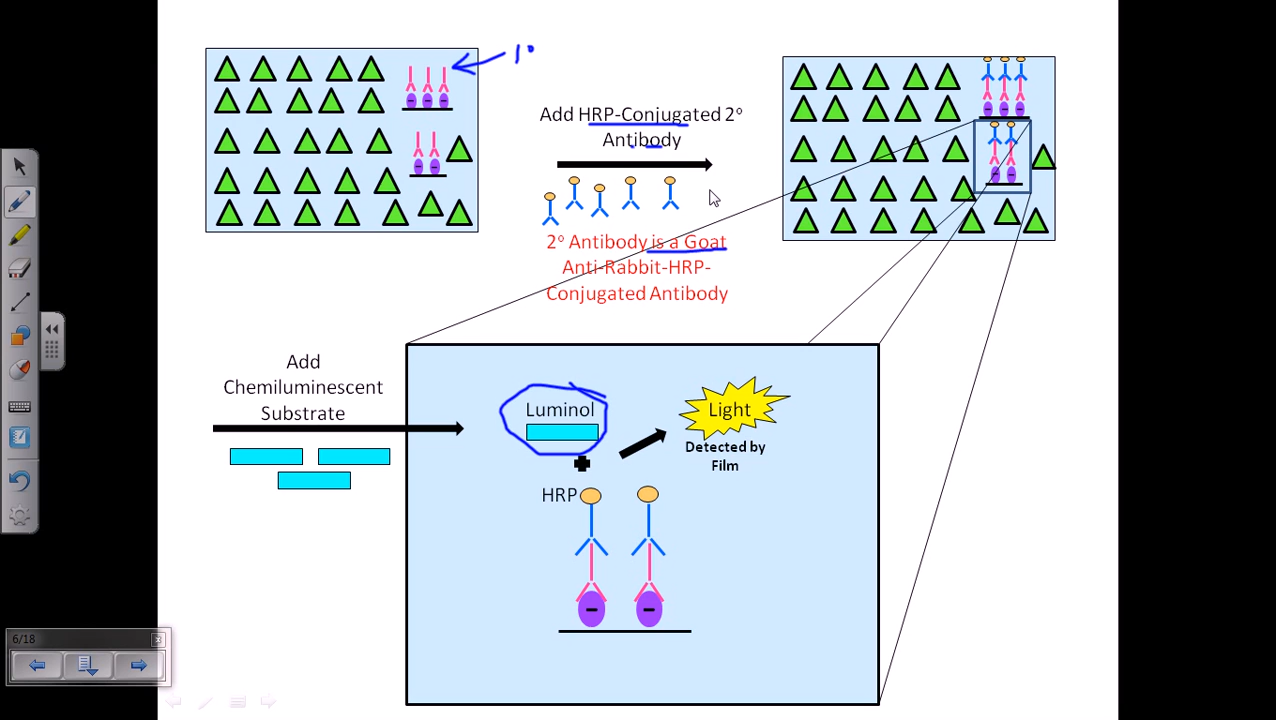 1°
Add HRP-Conjugated 2°
Antibody
2° Antibody is a Goat
Anti-Rabbit-HRP-
Conjugated Antibody
Add
Chemiluminescent
Substrate
Luminol
Light
Detected by
Film
HRP
6/18